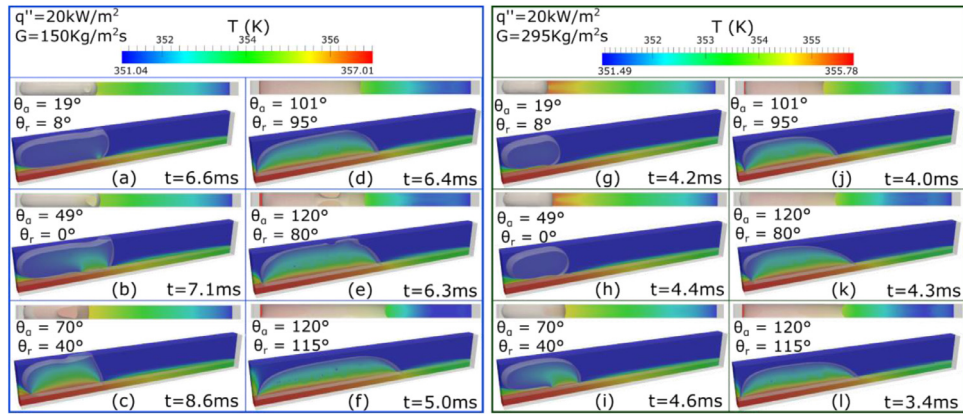 q''=20kW/m²
G=150Kg/m²s
T (K)
352 354 356
351.04 357.01
θa = 19°
θr = 8°
(a) t=6.6ms
θa = 101°
θr = 95°
(d) t=6.4ms
θa = 49°
θr = 0°
(b) t=7.1ms
θa = 120°
θr = 80°
(e) t=6.3ms
θa = 70°
θr = 40°
(c) t=8.6ms
θa = 120°
θr = 115°
(f) t=5.0ms
q''=20kW/m²
G=295Kg/m²s
T (K)
352 353 354 355
351.49 355.78
θa = 19°
θr = 8°
(g) t=4.2ms
θa = 101°
θr = 95°
(j) t=4.0ms
θa = 49°
θr = 0°
(h) t=4.4ms
θa = 120°
θr = 80°
(k) t=4.3ms
θa = 70°
θr = 40°
(i) t=4.6ms
θa = 120°
θr = 115°
(l) t=3.4ms